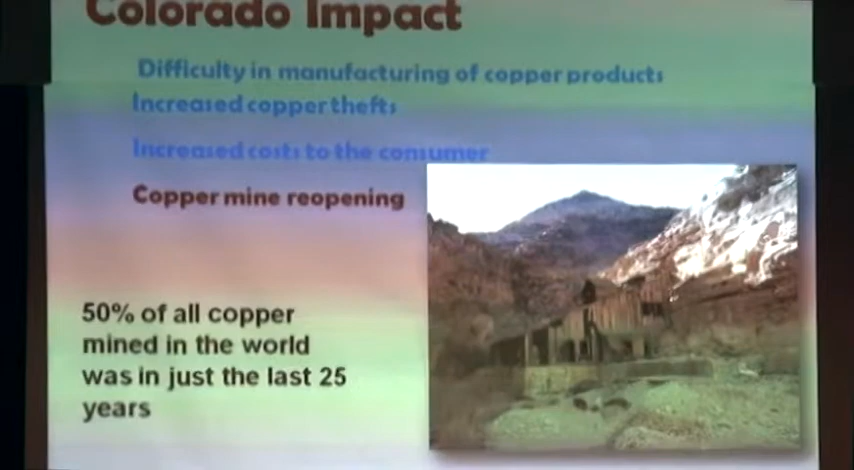 Colorado Impact
Difficulty in manufacturing of copper products
Increased copper thefts
Increased costs to the consumer
Copper mine reopening
50% of all copper
mined in the world
was in just the last 25
years